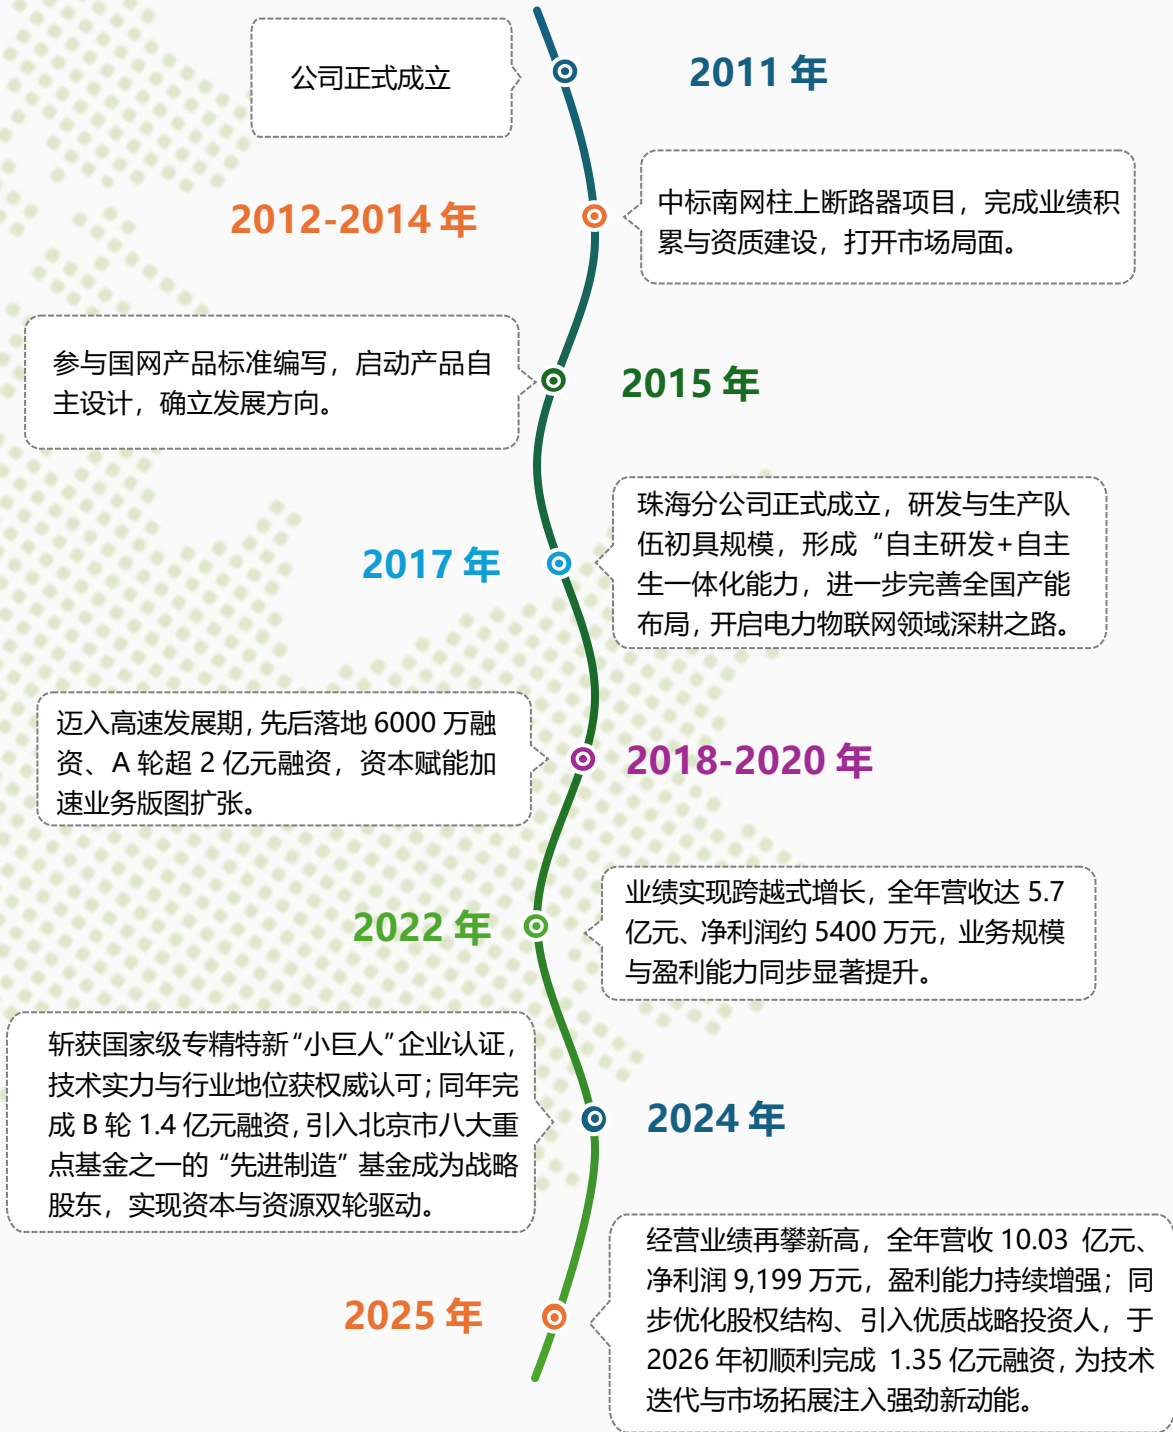 公司正式成立
2011 年
2012-2014 年
中标南网柱上断路器项目，完成业绩积
累与资质建设，打开市场局面。
参与国网产品标准编写，启动产品自
主设计，确立发展方向。
2015 年
2017 年
珠海分公司正式成立，研发与生产队
伍初具规模，形成“自主研发+自主
生一体化能力，进一步完善全国产能
布局，开启电力物联网领域深耕之路。
迈入高速发展期，先后落地 6000 万融
资、A 轮超 2 亿元融资，资本赋能加
速业务版图扩张。
2018-2020 年
2022 年
业绩实现跨越式增长，全年营收达 5.7
亿元、净利润约 5400 万元，业务规模
与盈利能力同步显著提升。
斩获国家级专精特新“小巨人”企业认证，
技术实力与行业地位获权威认可；同年完
成 B 轮 1.4 亿元融资，引入北京市八大重
点基金之一的“先进制造”基金成为战略
股东，实现资本与资源双轮驱动。
2024 年
2025 年
经营业绩再攀新高，全年营收 10.03 亿元、
净利润 9,199 万元，盈利能力持续增强；同
步优化股权结构、引入优质战略投资人，于
2026 年初顺利完成 1.35 亿元融资，为技术
迭代与市场拓展注入强劲新动能。